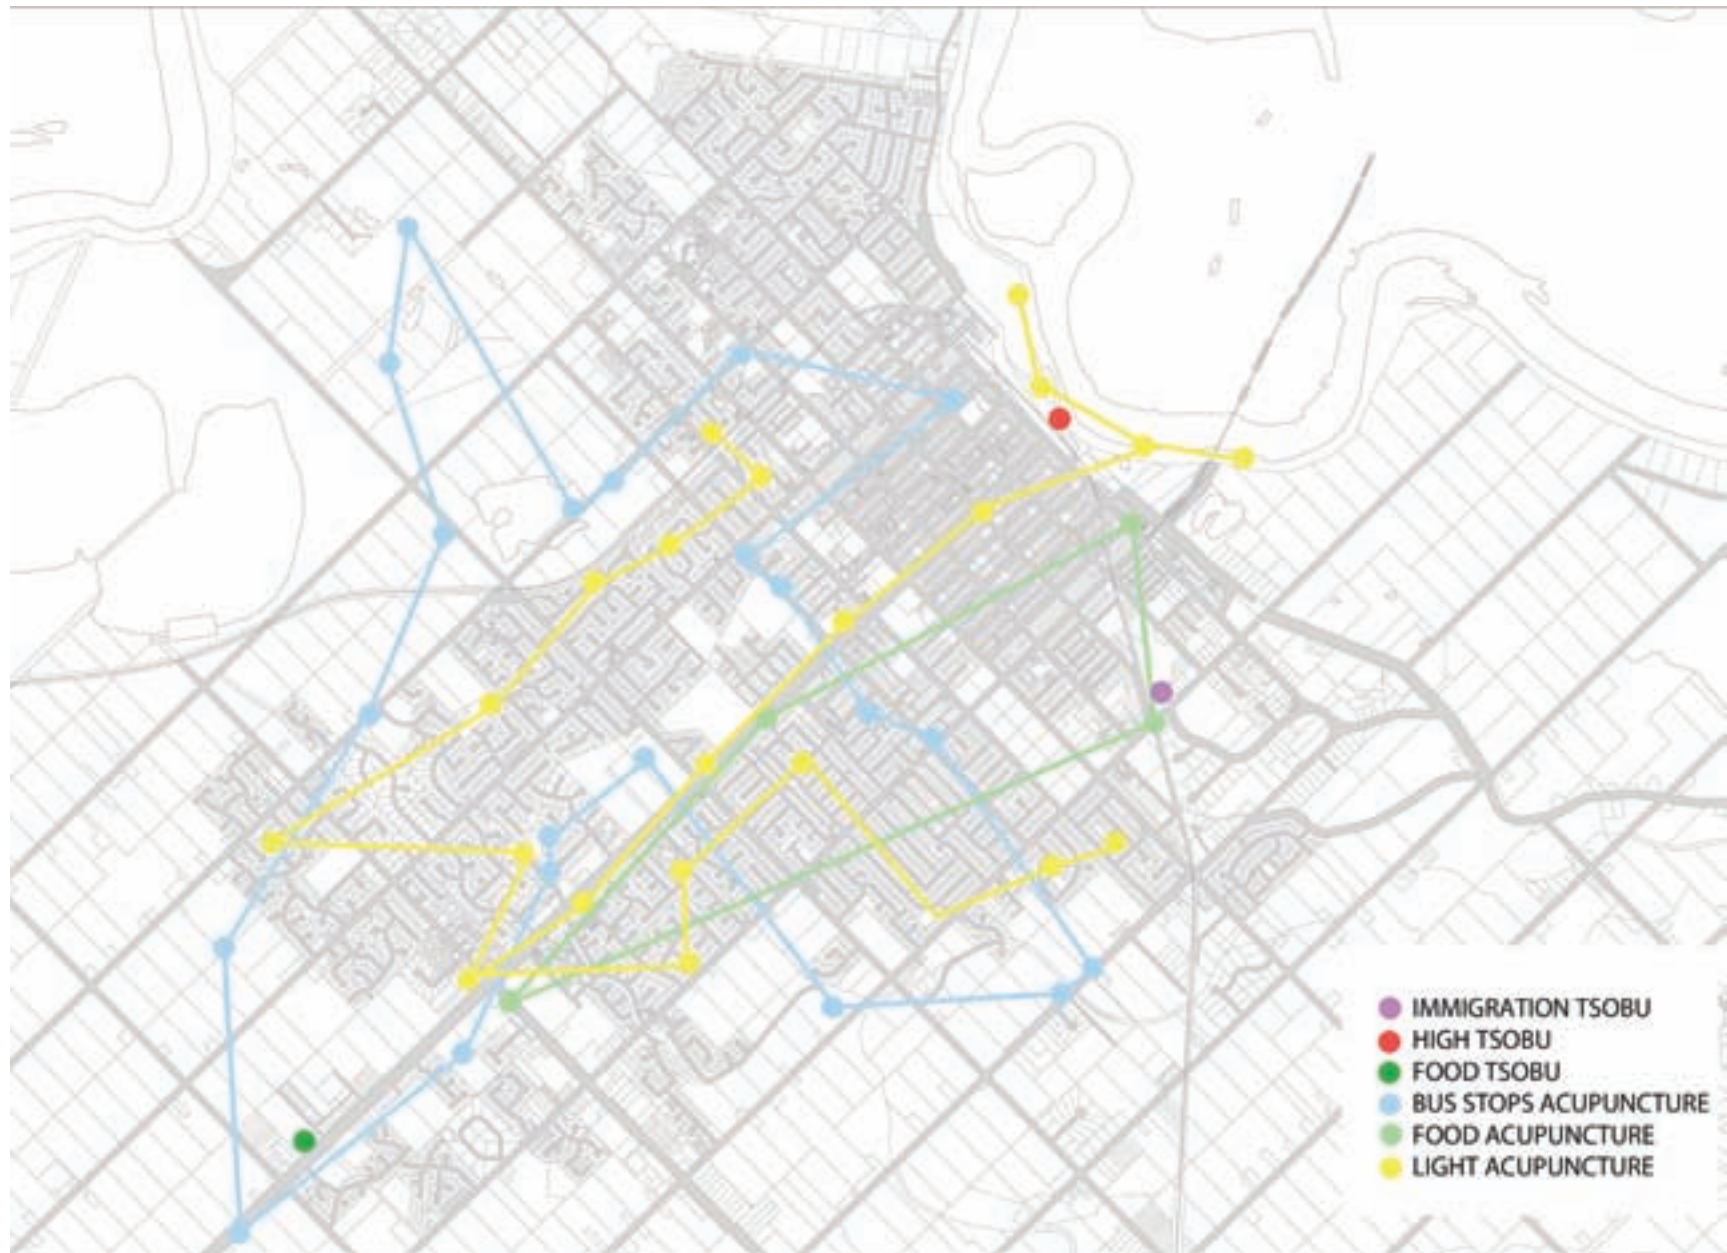 IMMIGRATION TSOBU
HIGH TSOBU
FOOD TSOBU
BUS STOPS ACUPUNCTURE
FOOD ACUPUNCTURE
LIGHT ACUPUNCTURE